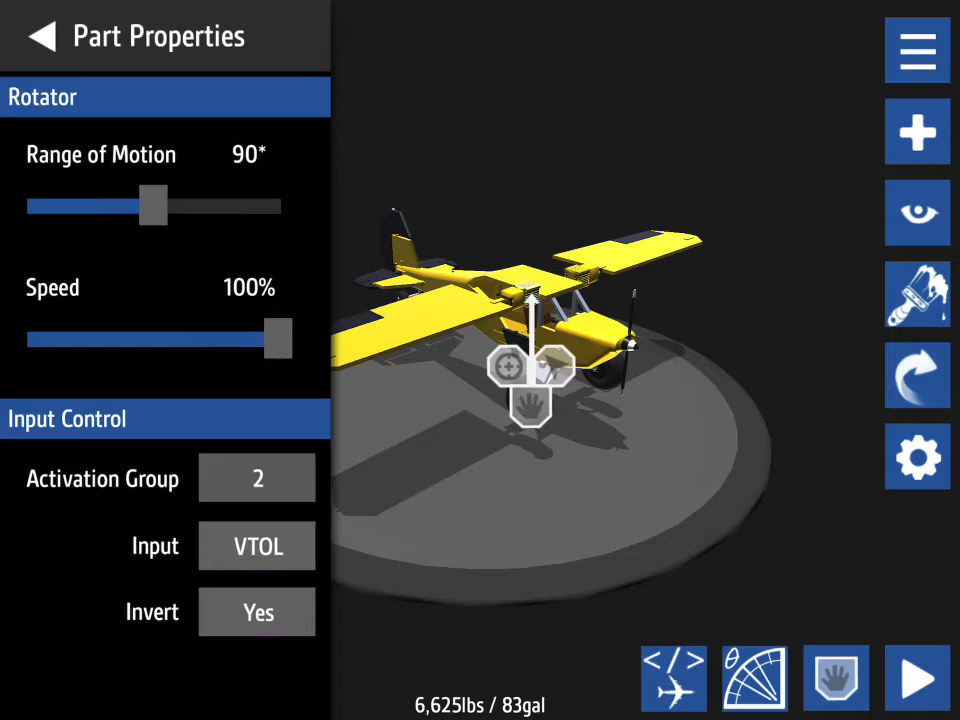 Part Properties
Rotator
Range of Motion 90*
Speed 100%
Input Control
Activation Group 2
Input VTOL
Invert Yes
</>
θ
6,625lbs / 83gal